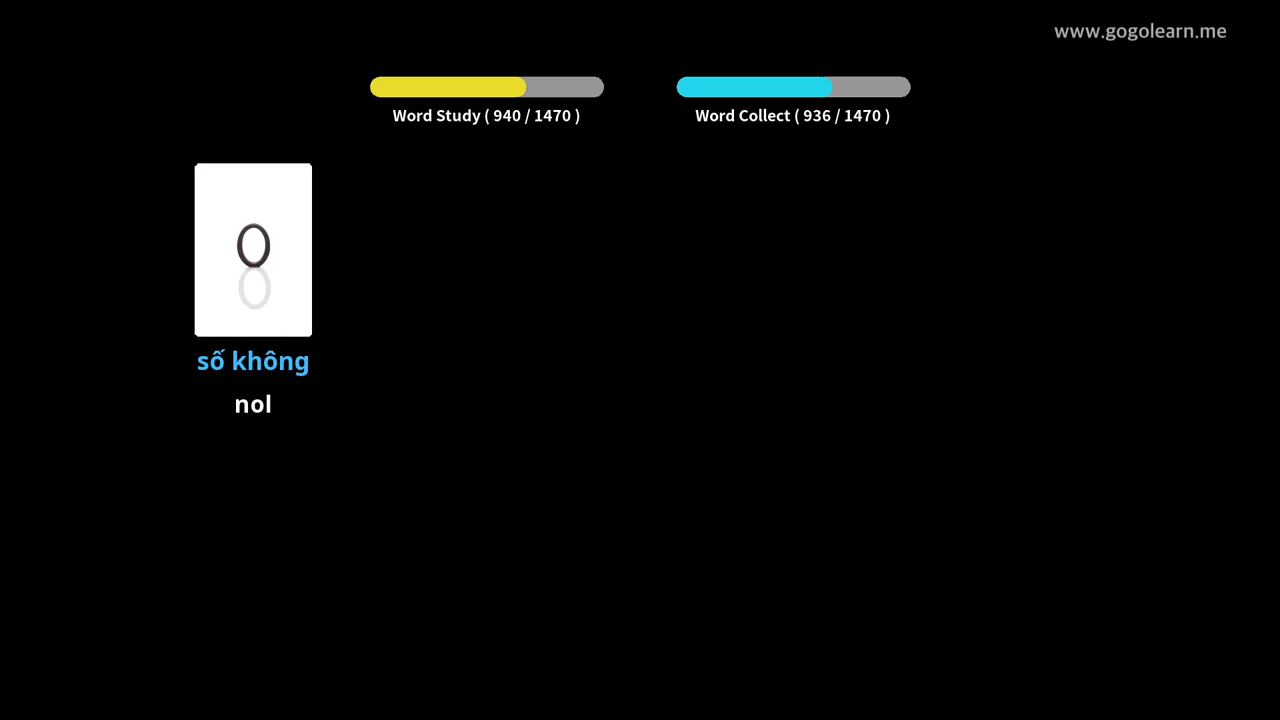 www.gogolearn.me
Word Study ( 940 / 1470 )
Word Collect ( 936 / 1470 )
0
số không
nol